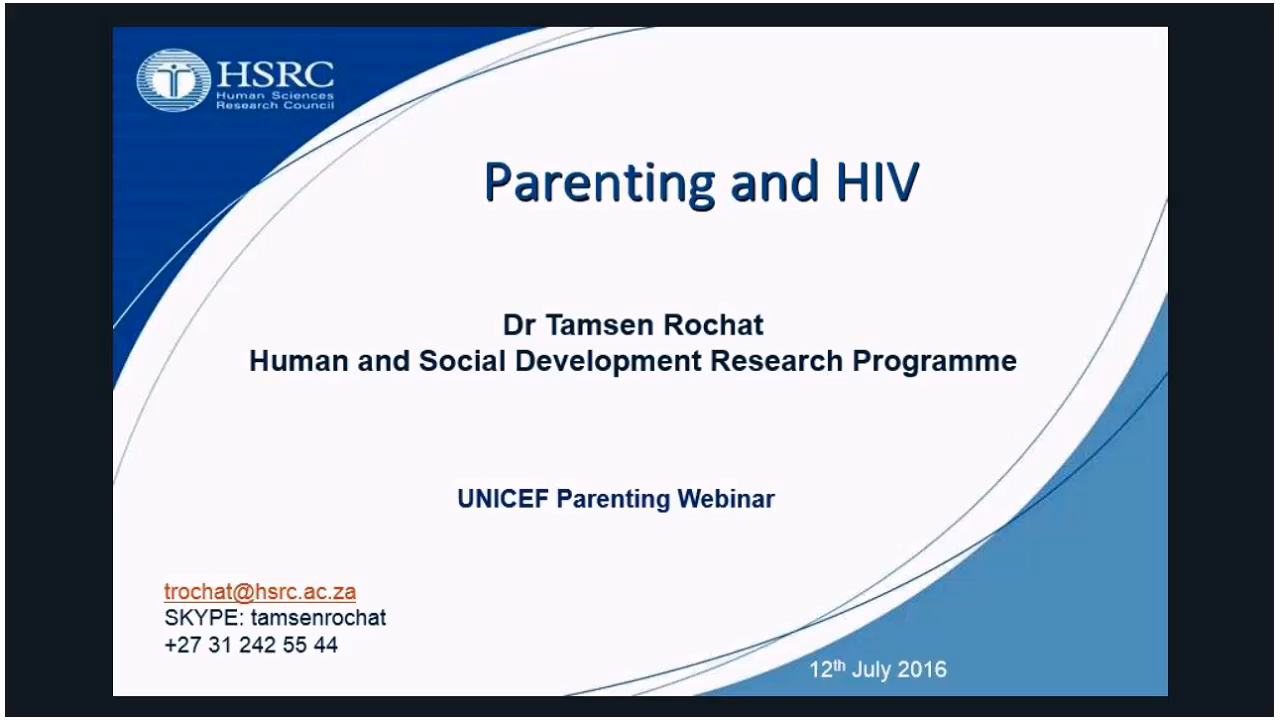 HSRC
Human Sciences
Research Council
Parenting and HIV
Dr Tamsen Rochat
Human and Social Development Research Programme
UNICEF Parenting Webinar
trochat@hsrc.ac.za
SKYPE: tamsenrochat
+27 31 242 55 44
12th July 2016